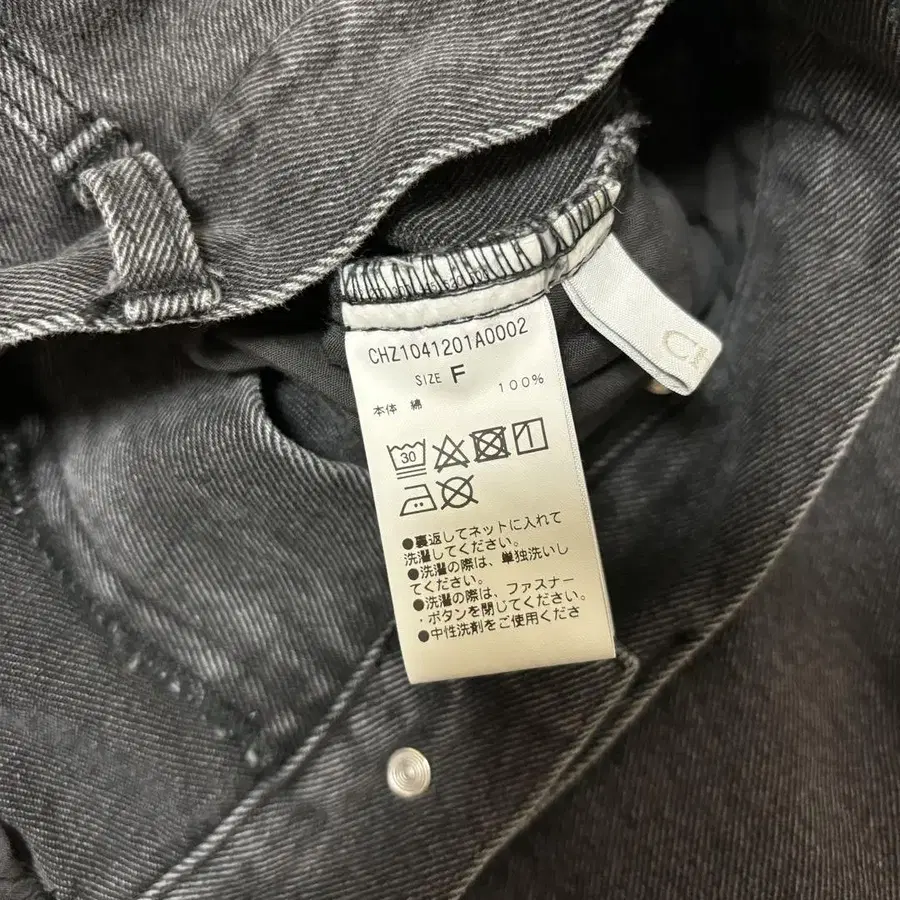 CHZ1041201A0002
SIZE F
本体 綿 100%
30
●裏返してネットに入れて
洗濯してください。
●洗濯の際は、単独洗いし
てください。
●洗濯の際は、ファスナー
・ボタンを閉じてください。
●中性洗剤をご使用くださ